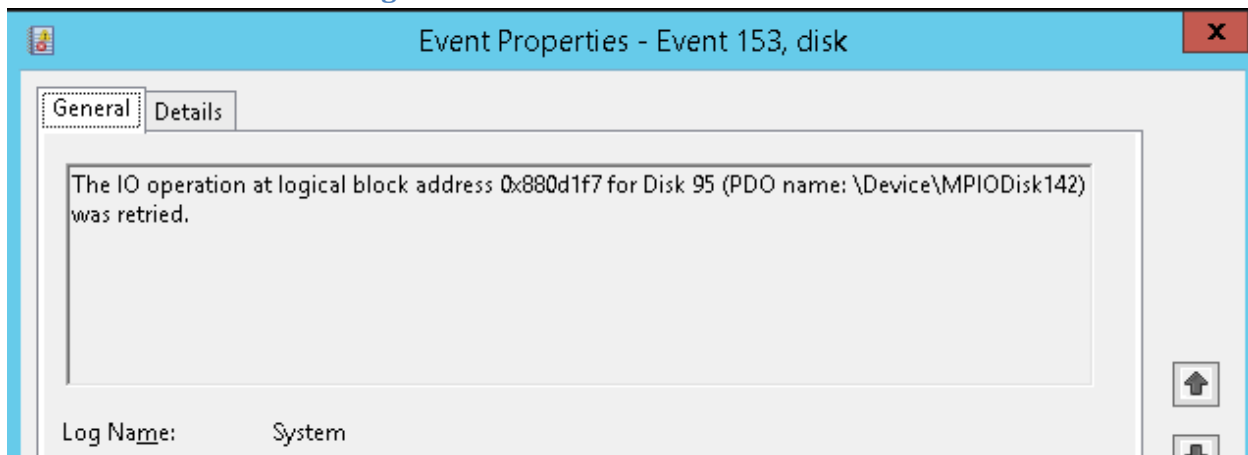 Event Properties - Event 153, disk
x
General Details
The IO operation at logical block address 0x880d1f7 for Disk 95 (PDO name: \Device\MPIODisk142)
was retried.
Log Name: System